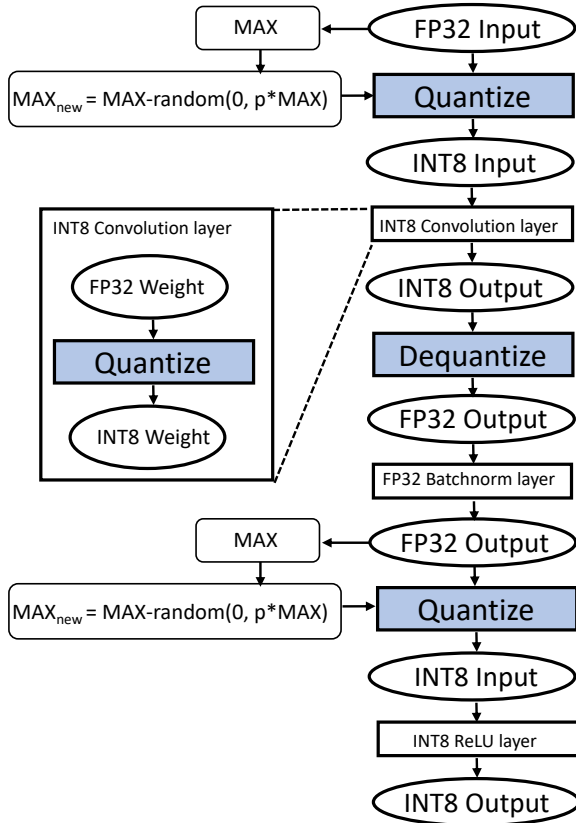 MAX
FP32 Input
MAXnew = MAX-random(0, p*MAX)
Quantize
INT8 Input
INT8 Convolution layer
INT8 Convolution layer
FP32 Weight
INT8 Output
Quantize
Dequantize
INT8 Weight
FP32 Output
FP32 Batchnorm layer
MAX
FP32 Output
MAXnew = MAX-random(0, p*MAX)
Quantize
INT8 Input
INT8 ReLU layer
INT8 Output